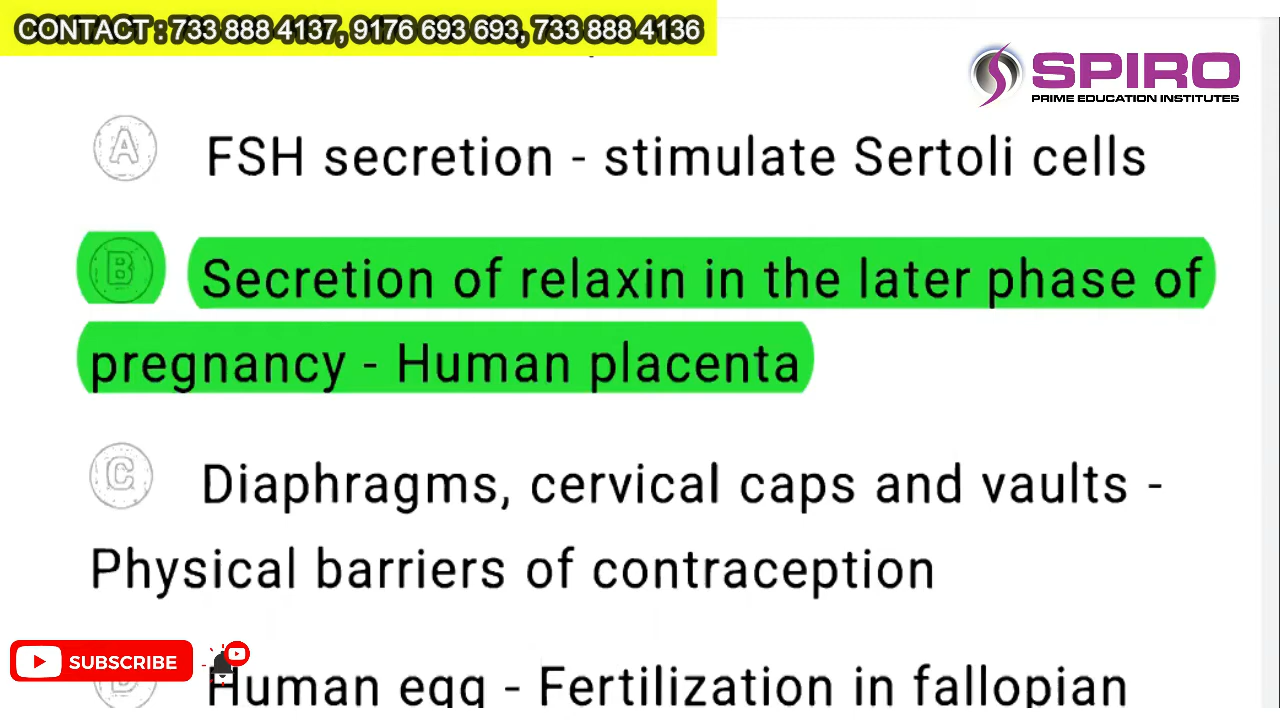 CONTACT : 733 888 4137, 9176 693 693, 733 888 4136
SPIRO
PRIME EDUCATION INSTITUTES
A FSH secretion - stimulate Sertoli cells
B Secretion of relaxin in the later phase of
pregnancy - Human placenta
C Diaphragms, cervical caps and vaults -
Physical barriers of contraception
SUBSCRIBE
D Human egg - Fertilization in fallopian